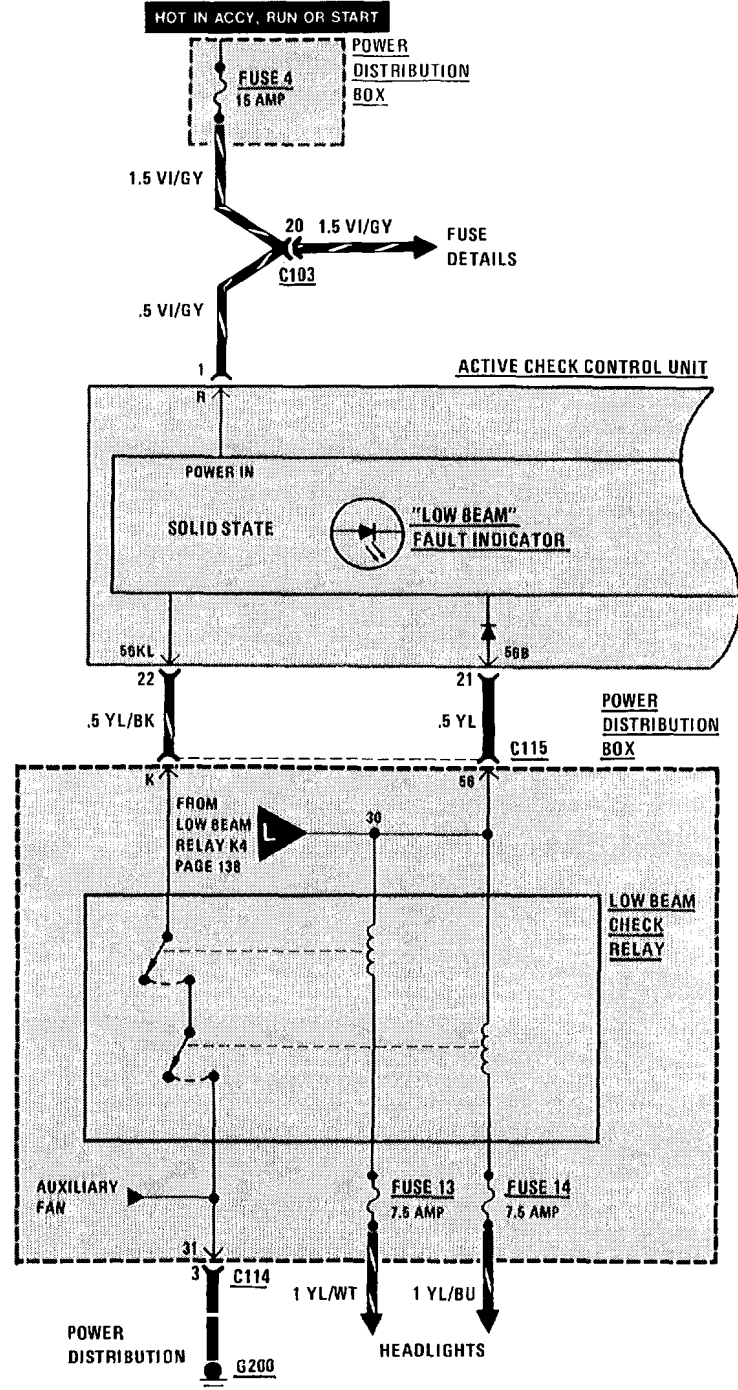 HOT IN ACCY, RUN OR START
POWER
DISTRIBUTION
BOX
FUSE 4
15 AMP
1.5 VI/GY
20
1.5 VI/GY
FUSE
DETAILS
C103
.5 VI/GY
1
ACTIVE CHECK CONTROL UNIT
R
POWER IN
SOLID STATE
"LOW BEAM"
FAULT INDICATOR
56KL
56B
22
21
.5 YL/BK
.5 YL
POWER
DISTRIBUTION
BOX
C115
K
56
FROM
LOW BEAM
RELAY K4
PAGE 138
L
30
LOW BEAM
CHECK
RELAY
AUXILIARY
FAN
FUSE 13
7.5 AMP
FUSE 14
7.5 AMP
31
3
C114
1 YL/WT
1 YL/BU
POWER
DISTRIBUTION
G200
HEADLIGHTS